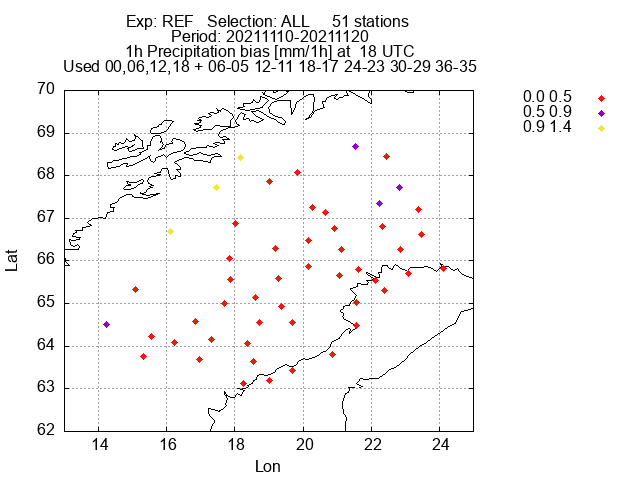 Exp: REF   Selection: ALL     51 stations
Period: 20211110-20211120
1h Precipitation bias [mm/1h] at  18 UTC
Used 00,06,12,18 + 06-05 12-11 18-17 24-23 30-29 36-35
70
69
68
67
66
65
64
63
62
Lat
14 16 18 20 22 24
Lon
0.0 0.5
0.5 0.9
0.9 1.4